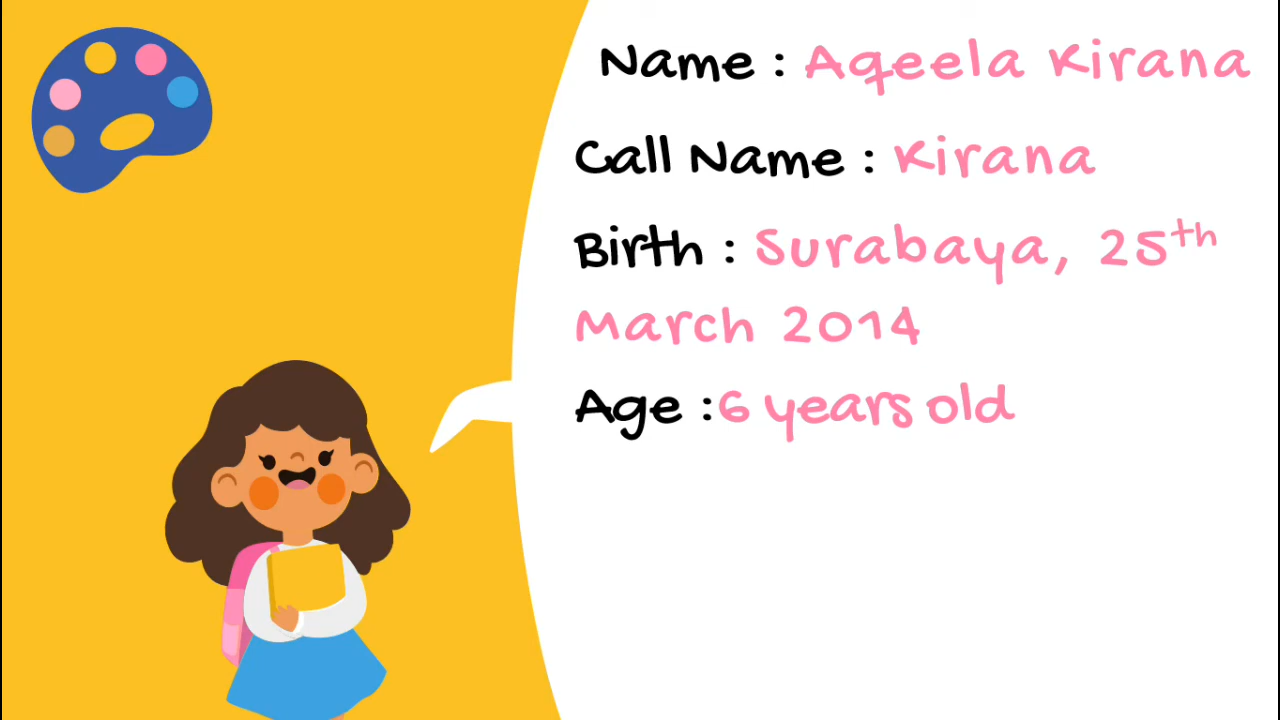 Name : Aqeela Kirana
Call Name : Kirana
Birth : Surabaya, 25th
March 2014
Age :6 years old